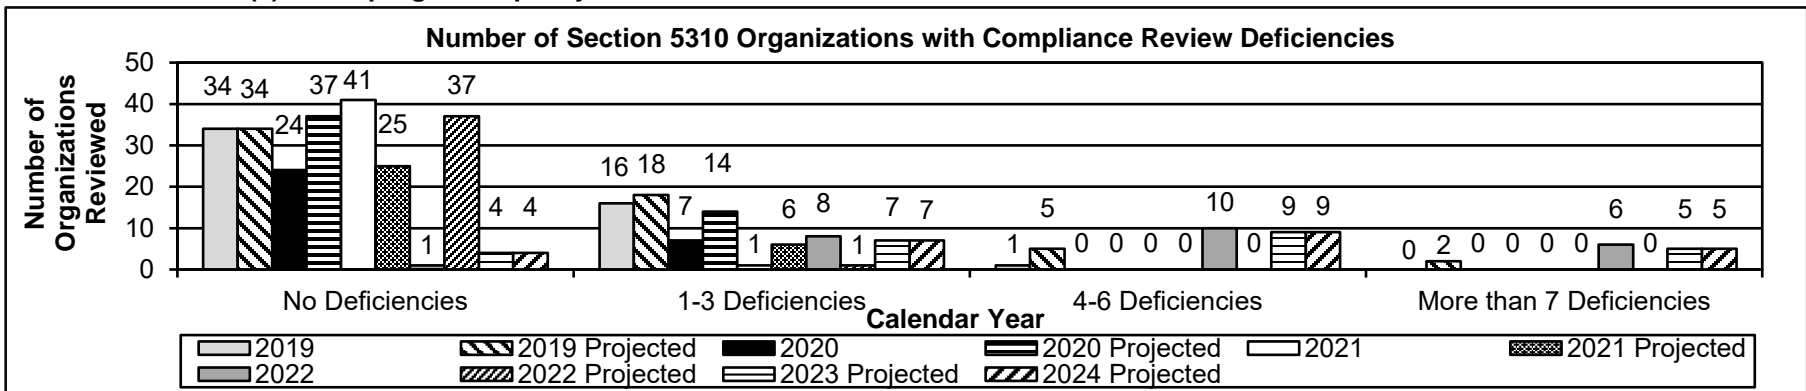 Number of Section 5310 Organizations with Compliance Review Deficiencies
Number of
Organizations
Reviewed
50
40
30
20
10
0
34 34 24 37 41 25 1 37 4 4
16 18 7 14 1 6 8 1 7 7
1 5 0 0 0 0 10 0 9 9
0 2 0 0 0 0 6 0 5 5
No Deficiencies 1-3 Deficiencies 4-6 Deficiencies More than 7 Deficiencies
Calendar Year
2019 2019 Projected 2020 2020 Projected 2021 2021 Projected
2022 2022 Projected 2023 Projected 2024 Projected